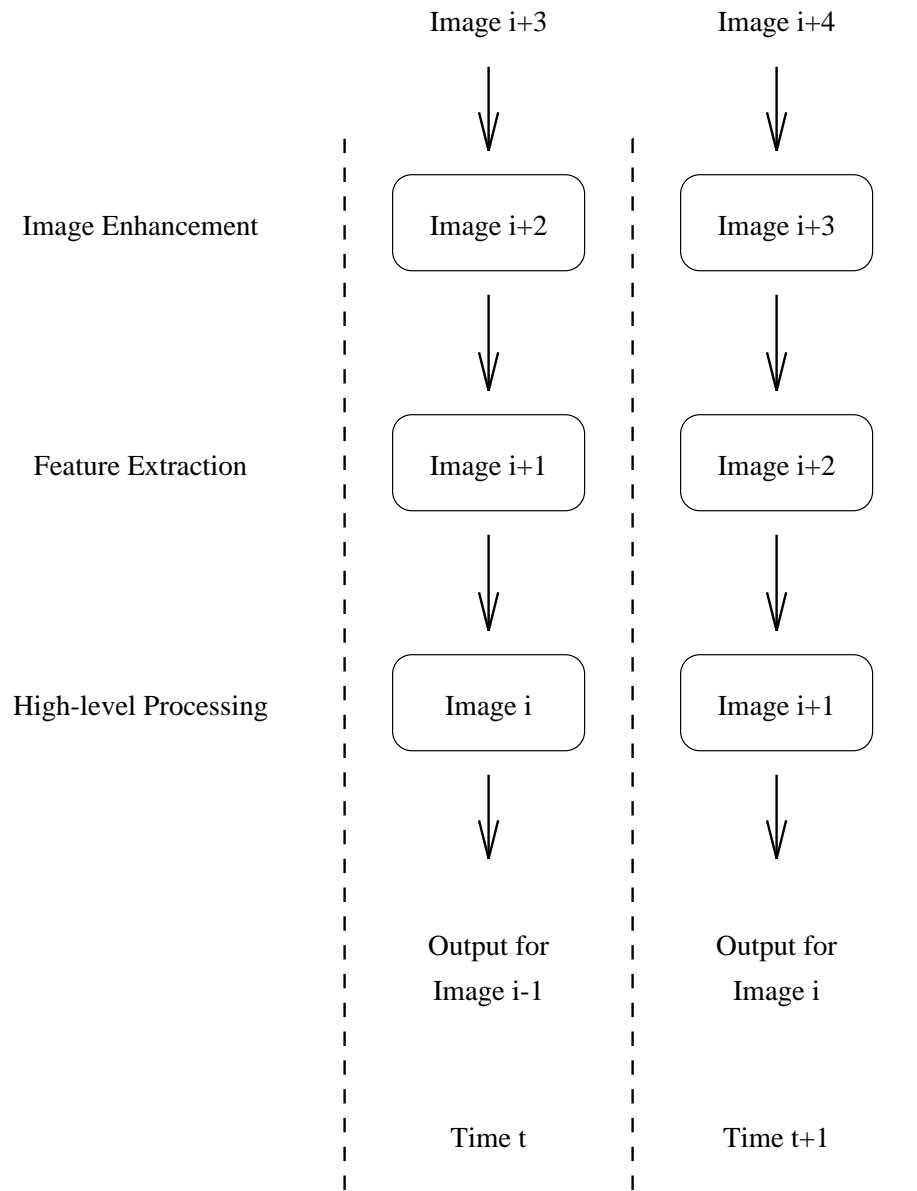 Image i+3
Image i+4
Image Enhancement
Image i+2
Image i+3
Feature Extraction
Image i+1
Image i+2
High-level Processing
Image i
Image i+1
Output for
Image i-1
Output for
Image i
Time t
Time t+1